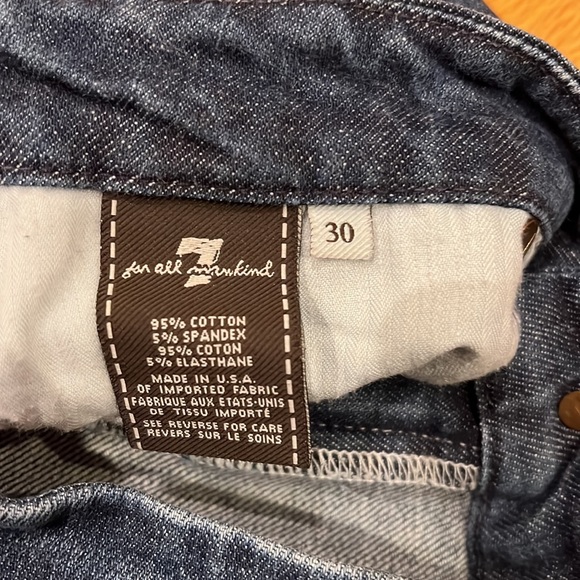 7
for all mankind
30
95% COTTON
5% SPANDEX
95% COTON
5% ELASTHANE
MADE IN U.S.A.
OF IMPORTED FABRIC
FABRIQUE AUX ETATS-UNIS
DE TISSU IMPORTÉ
SEE REVERSE FOR CARE
REVERS SUR LE SOINS